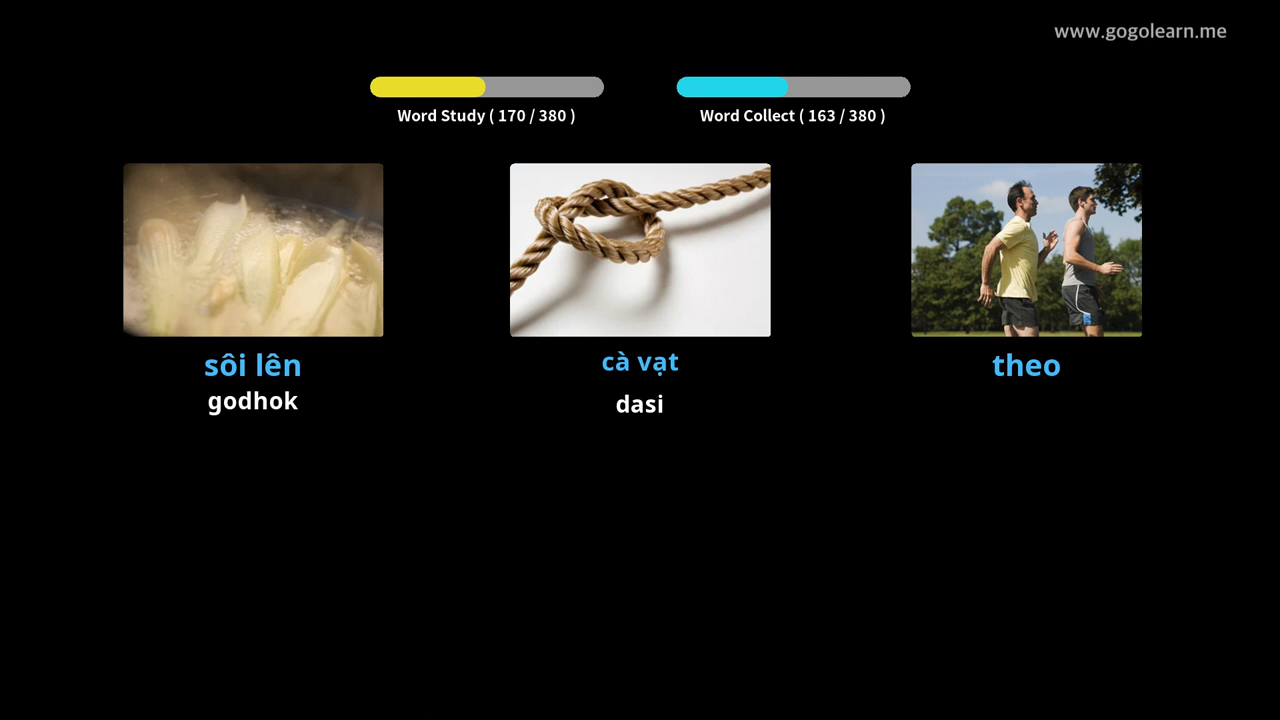 www.gogolearn.me
Word Study ( 170 / 380 )
Word Collect ( 163 / 380 )
sôi lên
godhok
cà vạt
dasi
theo